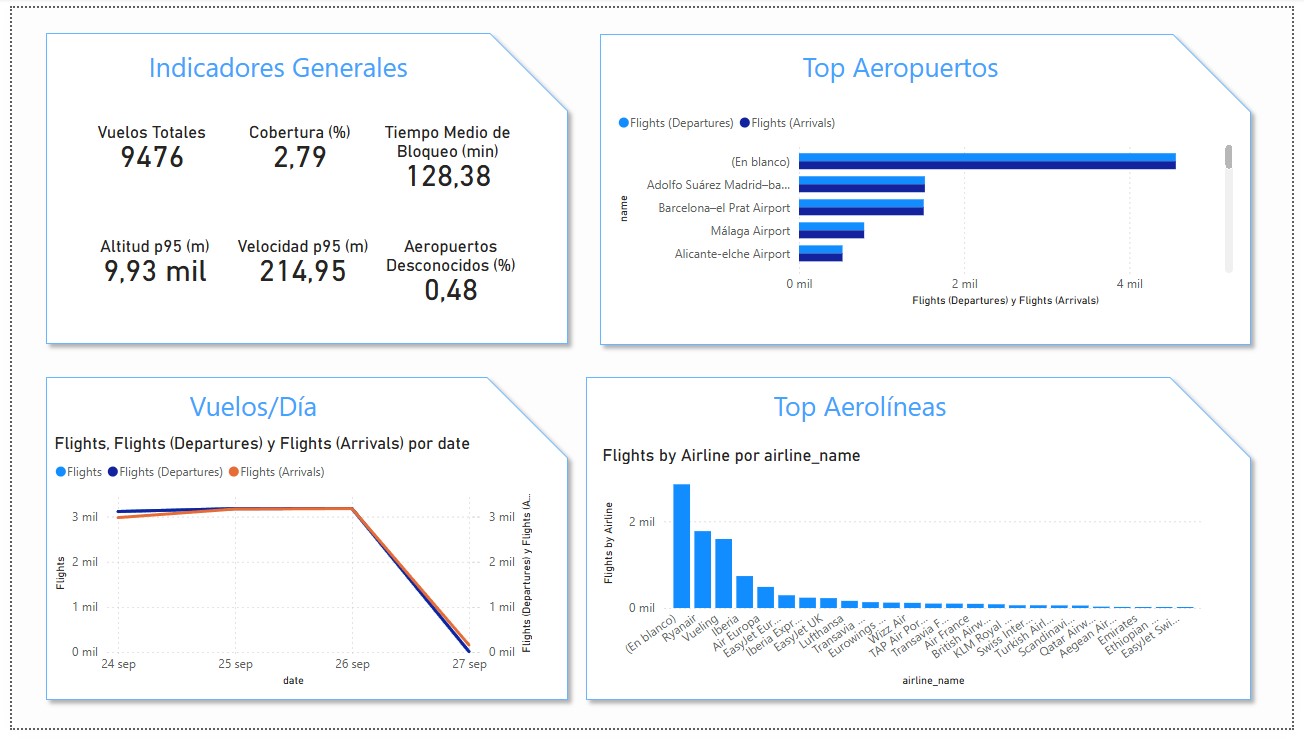 Indicadores Generales
Vuelos Totales
9476
Cobertura (%)
2,79
Tiempo Medio de
Bloqueo (min)
128,38
Altitud p95 (m)
9,93 mil
Velocidad p95 (m)
214,95
Aeropuertos
Desconocidos (%)
0,48
Top Aeropuertos
Flights (Departures) Flights (Arrivals)
name
(En blanco)
Adolfo Suárez Madrid–ba...
Barcelona–el Prat Airport
Málaga Airport
Alicante-elche Airport
0 mil 2 mil 4 mil
Flights (Departures) y Flights (Arrivals)
Vuelos/Día
Flights, Flights (Departures) y Flights (Arrivals) por date
Flights Flights (Departures) Flights (Arrivals)
Flights
3 mil
2 mil
1 mil
0 mil
3 mil
2 mil
1 mil
0 mil
Flights (Departures) y Flights (A...
24 sep 25 sep 26 sep 27 sep
date
Top Aerolíneas
Flights by Airline por airline_name
Flights by Airline
2 mil
0 mil
(En blanco)
Ryanair
Vueling
Iberia
Air Europa
EasyJet Eur...
Iberia Expr...
EasyJet UK
Lufthansa
Transavia ...
Eurowings ...
Wizz Air
TAP Air Por...
Transavia F...
Air France
British Airw...
KLM Royal ...
Swiss Inter...
Turkish Airl...
Scandinavi...
Qatar Airw...
Aegean Air...
Emirates
Ethiopian ...
EasyJet Swi...
airline_name